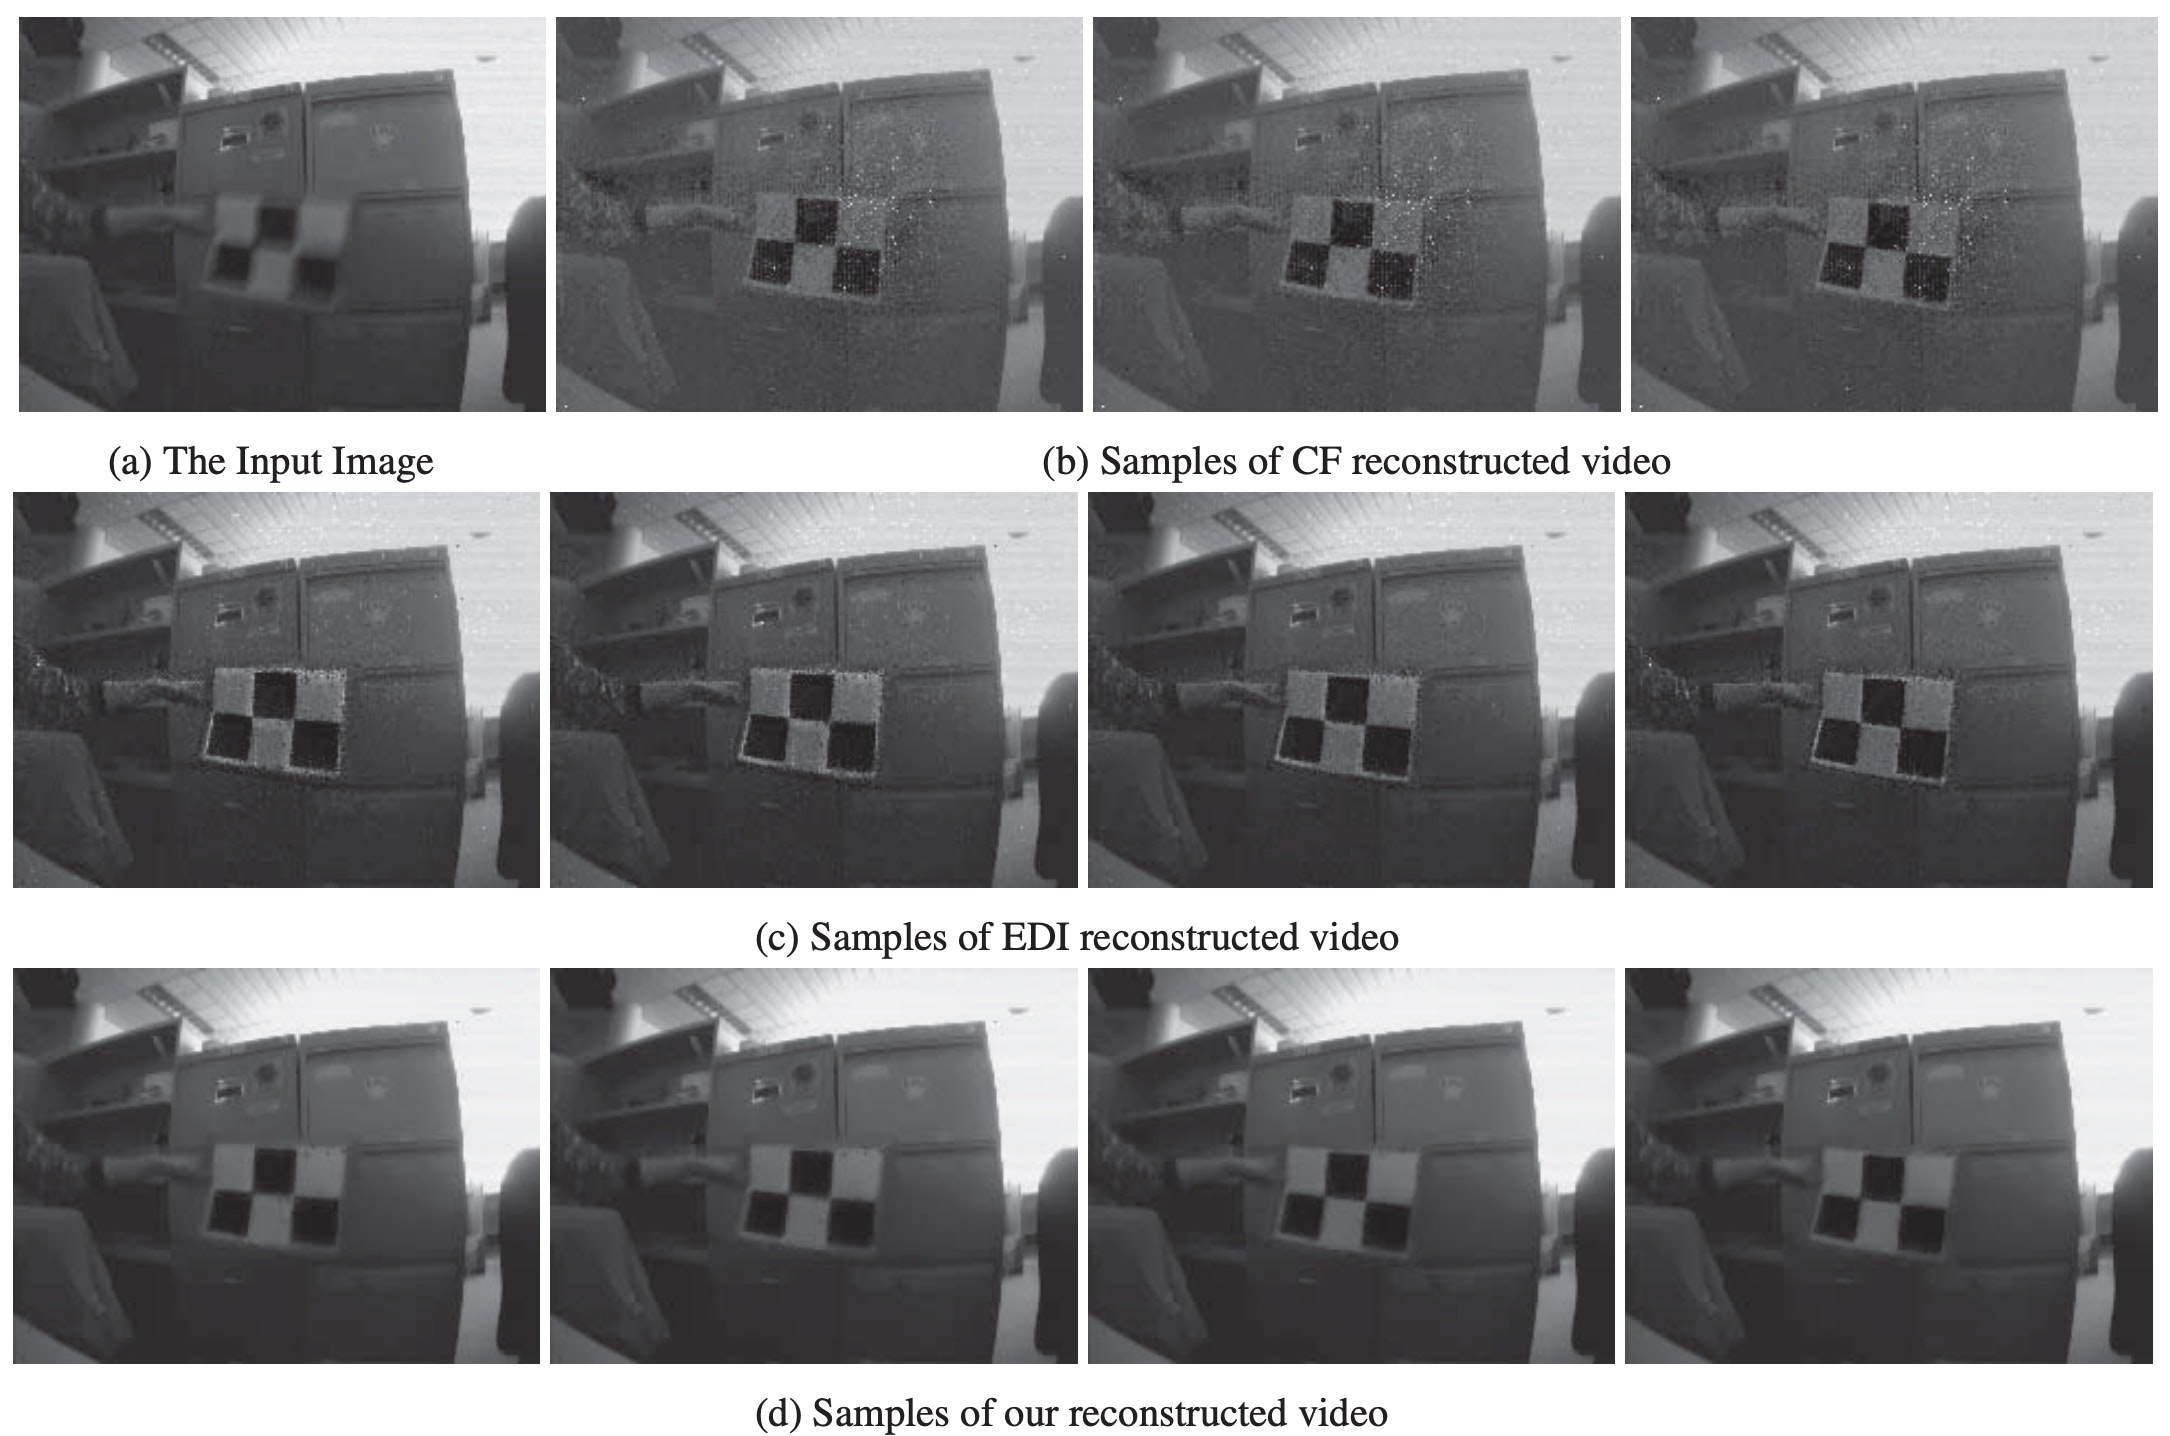 (a) The Input Image
(b) Samples of CF reconstructed video
(c) Samples of EDI reconstructed video
(d) Samples of our reconstructed video